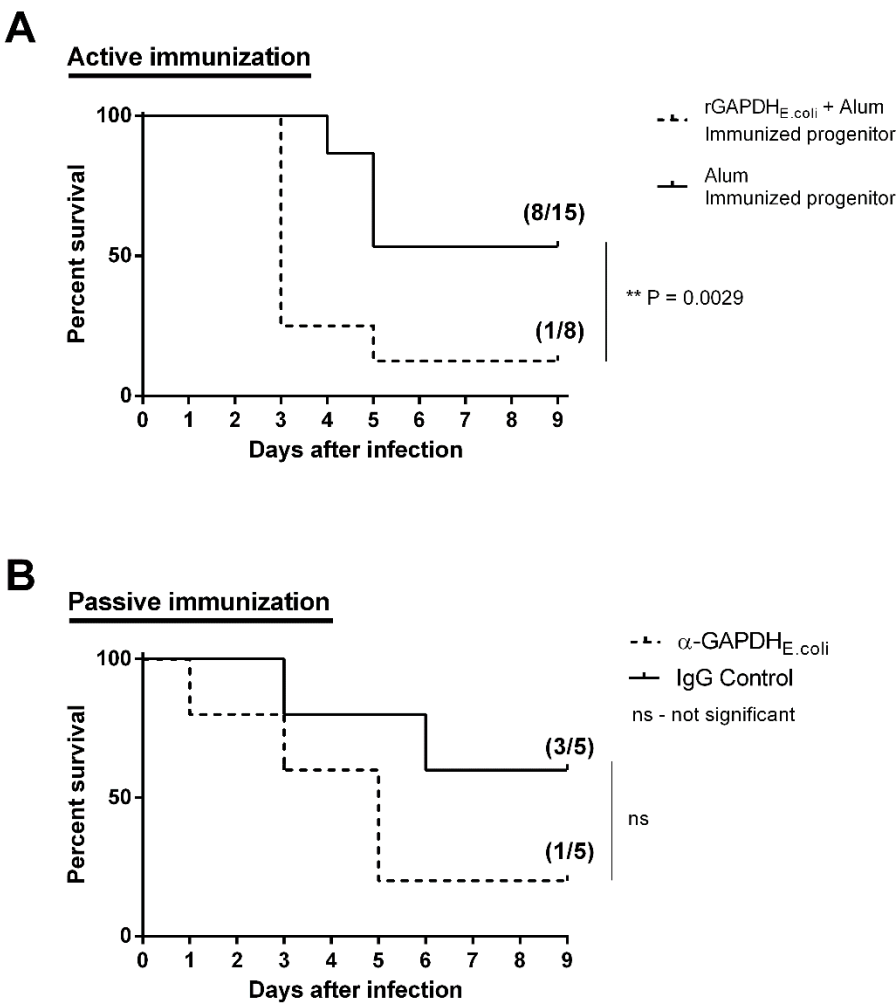 A
Active immunization
rGAPDHE.coli + Alum
Immunized progenitor
Alum
Immunized progenitor
Percent survival
100
50
0
(8/15)
(1/8)
** P = 0.0029
0 1 2 3 4 5 6 7 8 9
Days after infection
B
Passive immunization
α-GAPDHE.coli
IgG Control
ns - not significant
Percent survival
100
50
0
(3/5)
(1/5)
ns
0 1 2 3 4 5 6 7 8 9
Days after infection